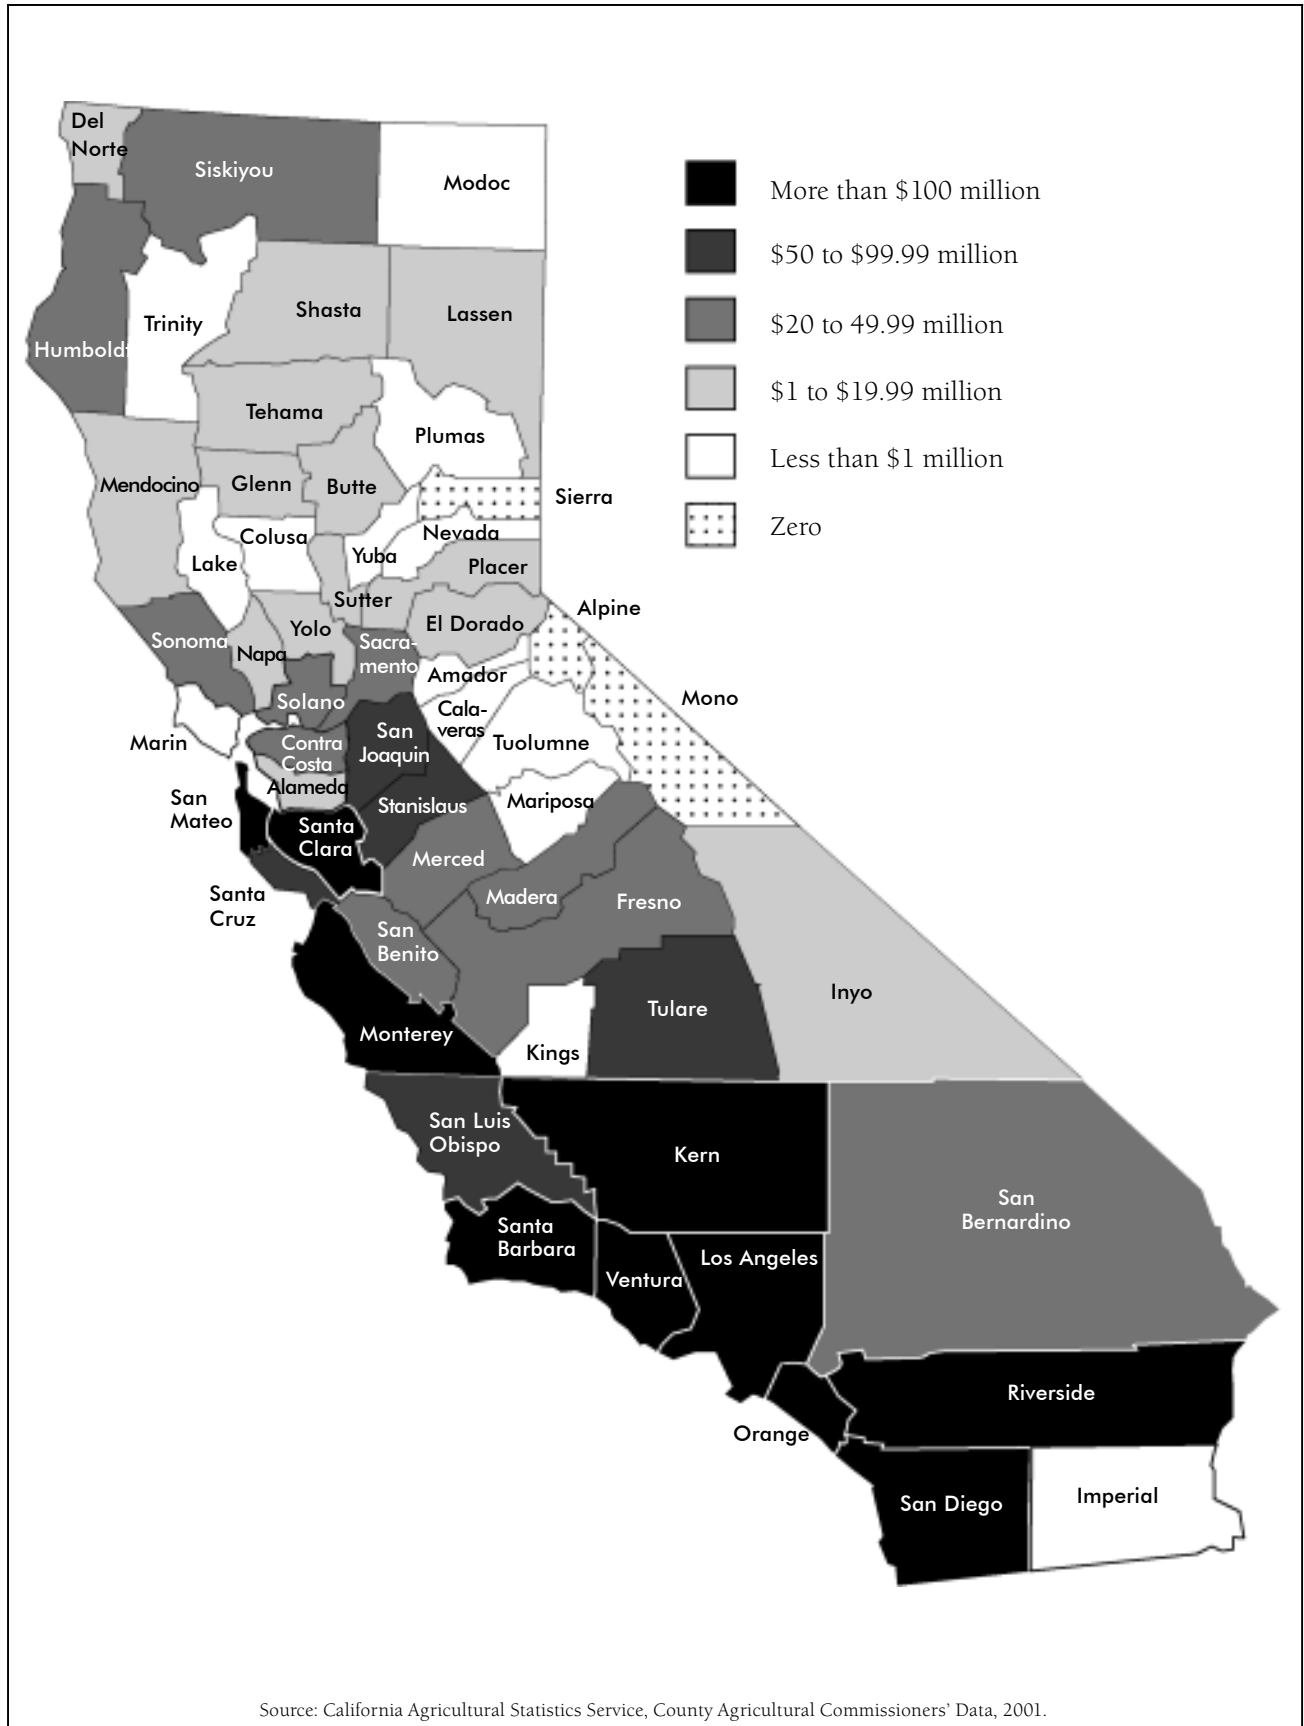 Del
Norte
Siskiyou
Modoc
More than $100 million
$50 to $99.99 million
$20 to 49.99 million
$1 to $19.99 million
Less than $1 million
Zero
Trinity
Shasta
Lassen
Humboldt
Tehama
Plumas
Mendocino
Glenn
Butte
Sierra
Colusa
Nevada
Lake
Yuba
Placer
Sutter
Alpine
El Dorado
Yolo
Sonoma
Napa
Sacra-
mento
Amador
Mono
Solano
Cala-
veras
Marin
Contra
Costa
San
Joaquin
Tuolumne
Alameda
San
Mateo
Stanislaus
Mariposa
Santa
Clara
Merced
Santa
Cruz
Madera
Fresno
San
Benito
Inyo
Tulare
Monterey
Kings
San Luis
Obispo
Kern
San
Bernardino
Santa
Barbara
Ventura
Los Angeles
Riverside
Orange
San Diego
Imperial
Source: California Agricultural Statistics Service, County Agricultural Commissioners’ Data, 2001.